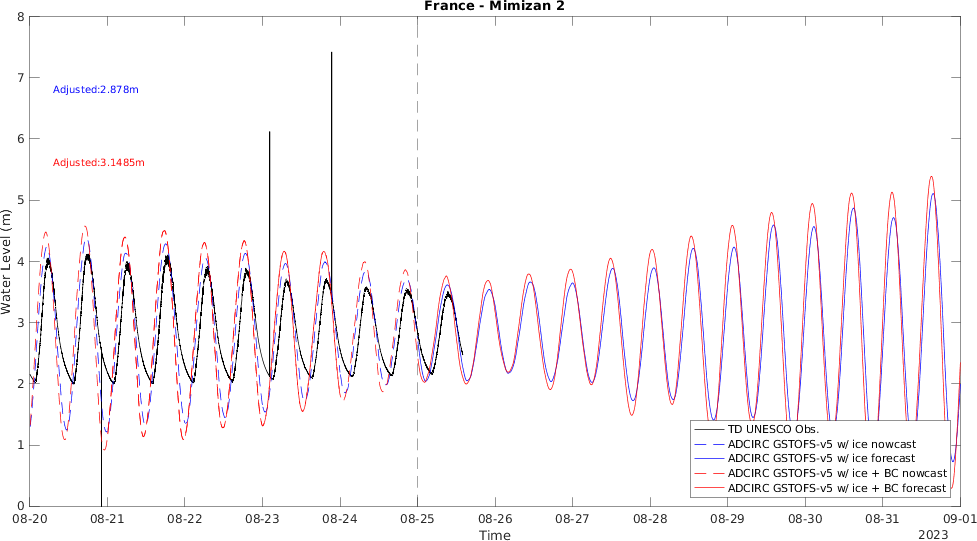 France - Mimizan 2
8
7
6
5
4
3
2
1
0
Water Level (m)
Adjusted:2.878m
Adjusted:3.1485m
TD UNESCO Obs.
ADCIRC GSTOFS-v5 w/ ice nowcast
ADCIRC GSTOFS-v5 w/ ice forecast
ADCIRC GSTOFS-v5 w/ ice + BC nowcast
ADCIRC GSTOFS-v5 w/ ice + BC forecast
08-20 08-21 08-22 08-23 08-24 08-25 08-26 08-27 08-28 08-29 08-30 08-31 09-01
Time
2023